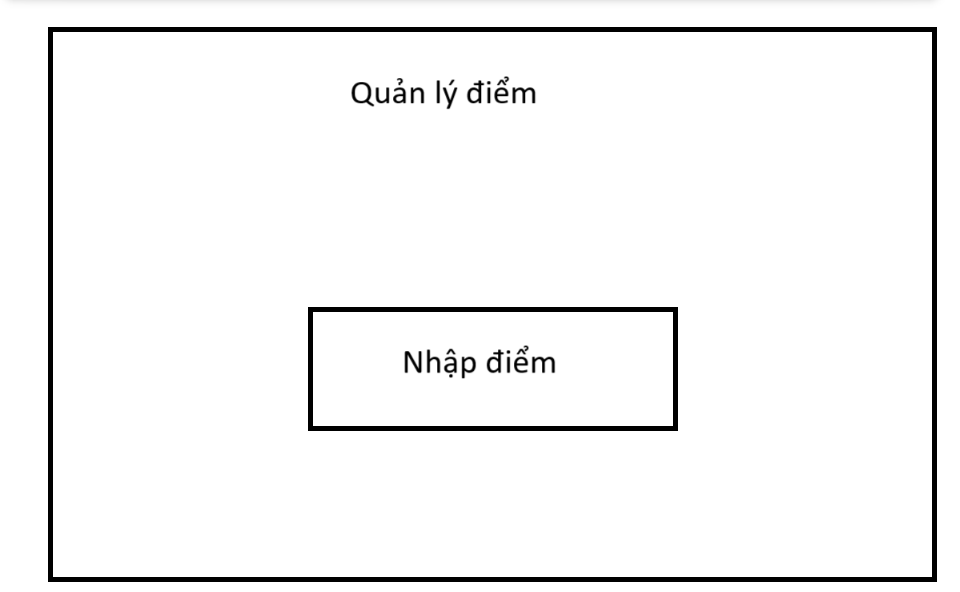 Quản lý điểm
Nhập điểm